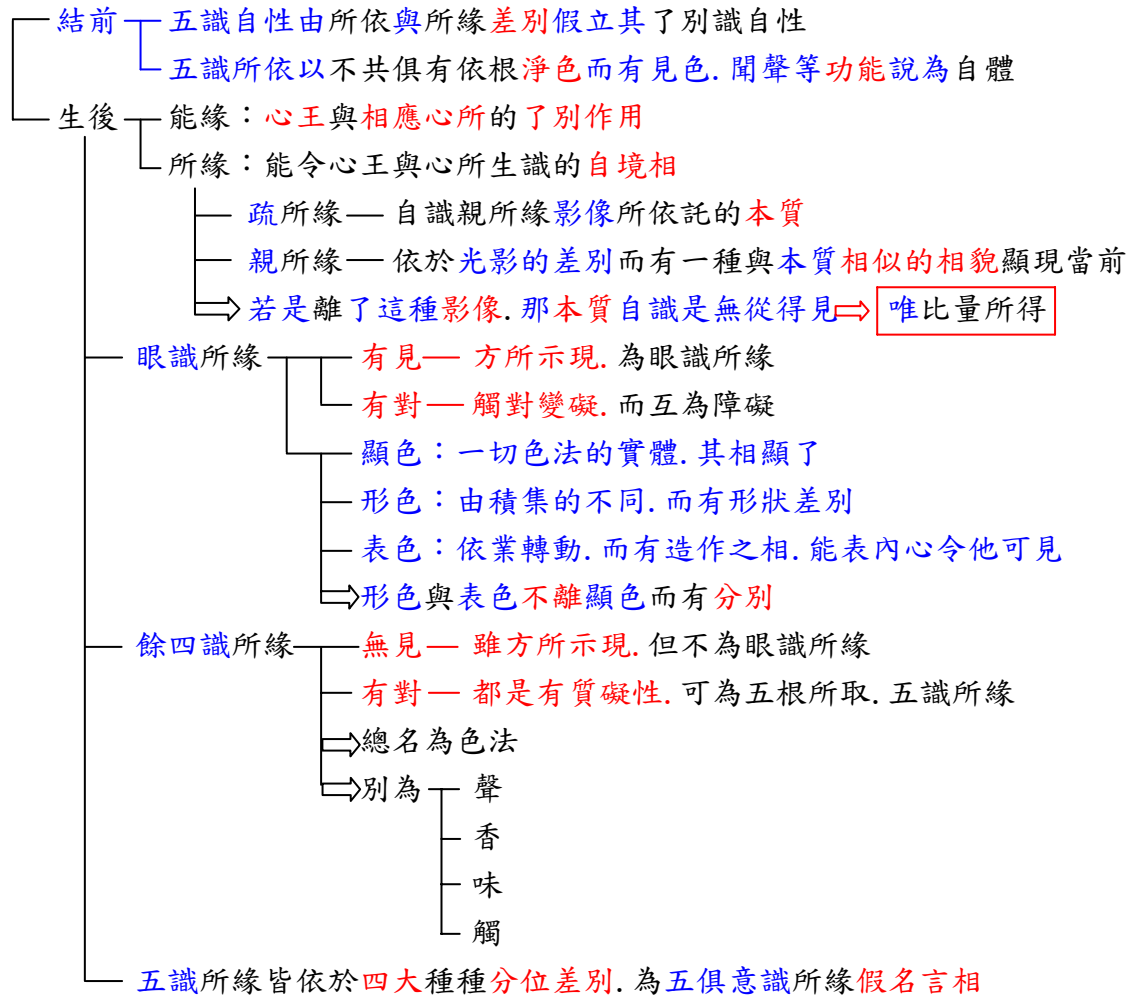 結前 五識自性由所依與所緣差別假立其了別識自性
五識所依以不共俱有依根淨色而有見色.聞聲等功能說為自體
生後 能緣：心王與相應心所的了別作用
所緣：能令心王與心所生識的自境相
疏所緣— 自識親所緣影像所依託的本質
親所緣— 依於光影的差別而有一種與本質相似的相貌顯現當前
若是離了這種影像.那本質自識是無從得見 唯比量所得
眼識所緣 有見— 方所示現.為眼識所緣
有對— 觸對變礙.而互為障礙
顯色：一切色法的實體.其相顯了
形色：由積集的不同.而有形狀差別
表色：依業轉動.而有造作之相.能表內心令他可見
形色與表色不離顯色而有分別
餘四識所緣 無見— 雖方所示現.但不為眼識所緣
有對— 都是有質礙性.可為五根所取.五識所緣
總名為色法
別為 聲
香
味
觸
五識所緣皆依於四大種種分位差別.為五俱意識所緣假名言相